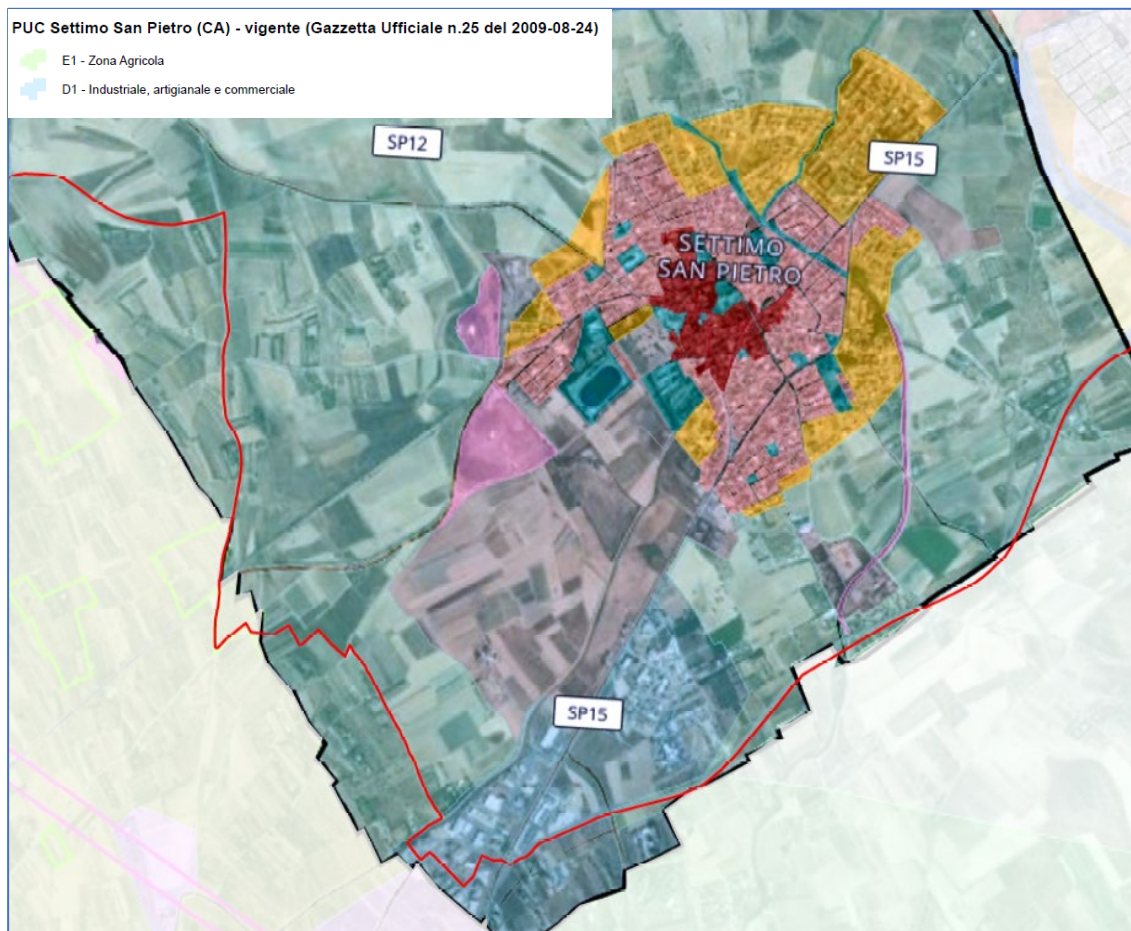 PUC Settimo San Pietro (CA) - vigente (Gazzetta Ufficiale n.25 del 2009-08-24)
E1 - Zona Agricola
D1 - Industriale, artigianale e commerciale
SP12
SP15
SETTIMO
SAN PIETRO
SP15